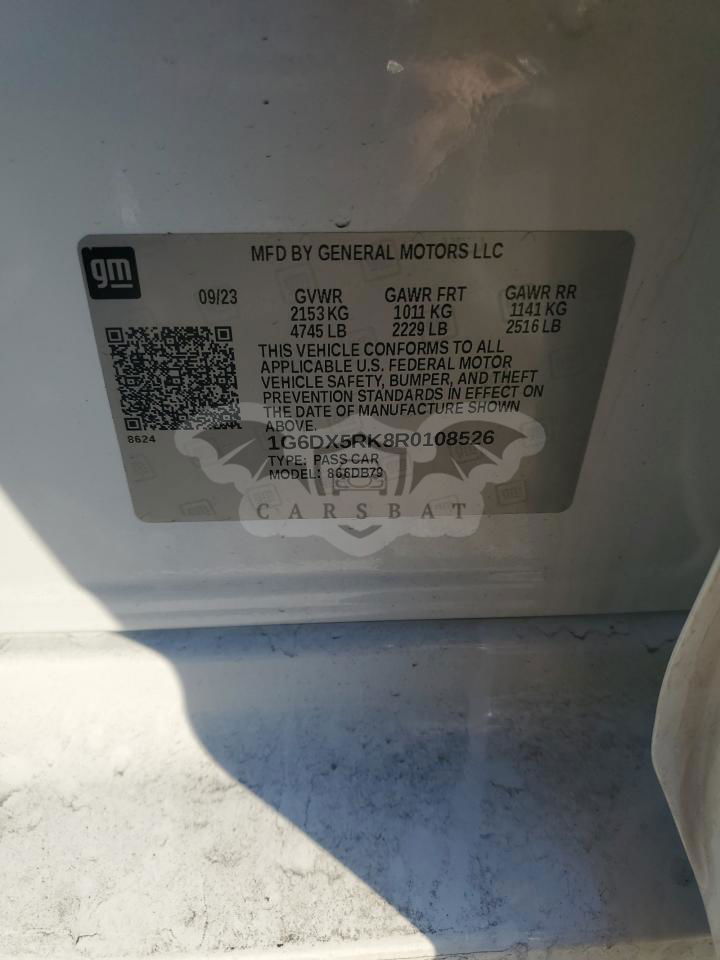 gm
MFD BY GENERAL MOTORS LLC
09/23 GVWR GAWR FRT GAWR RR
2153 KG 1011 KG 1141 KG
4745 LB 2229 LB 2516 LB
THIS VEHICLE CONFORMS TO ALL
APPLICABLE U.S. FEDERAL MOTOR
VEHICLE SAFETY, BUMPER, AND THEFT
PREVENTION STANDARDS IN EFFECT ON
THE DATE OF MANUFACTURE SHOWN
ABOVE.
8624
1G6DX5RK8R0108526
TYPE: PASS CAR
MODEL: 866DB79
CARSBAT